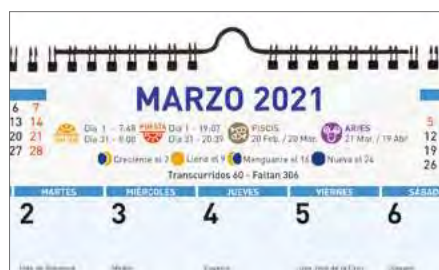 MARZO 2021
6 7
13 14
20 21
27 28
Día 1 - 7:48 PUESTA Día 1 - 19:07 PISCIS ARIES
Día 31 - 8:00 Día 31 - 20:39 20 Feb. / 20 Mar. 21 Mar. / 19 Abr.
5
12
19
26
Creciente el 2 Llena el 9 Menguante el 16 Nueva el 24
Transcurridos 60 - Faltan 306
MARTES MIÉRCOLES JUEVES VIERNES SÁBAD
2 3 4 5 6